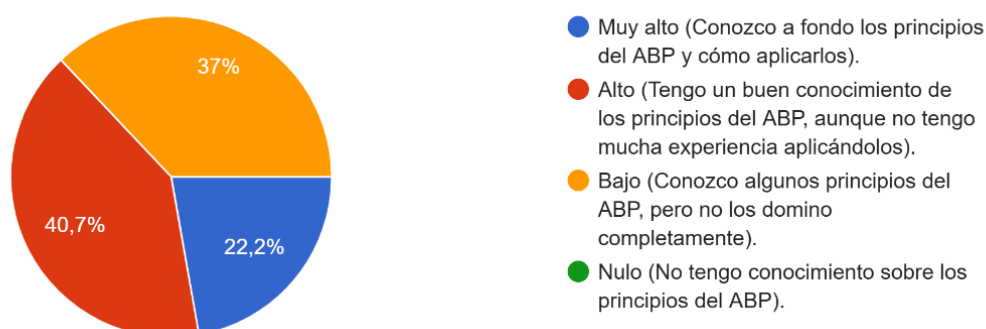 37%
40,7%
22,2%
Muy alto (Conozco a fondo los principios
del ABP y cómo aplicarlos).
Alto (Tengo un buen conocimiento de
los principios del ABP, aunque no tengo
mucha experiencia aplicándolos).
Bajo (Conozco algunos principios del
ABP, pero no los domino
completamente).
Nulo (No tengo conocimiento sobre los
principios del ABP).